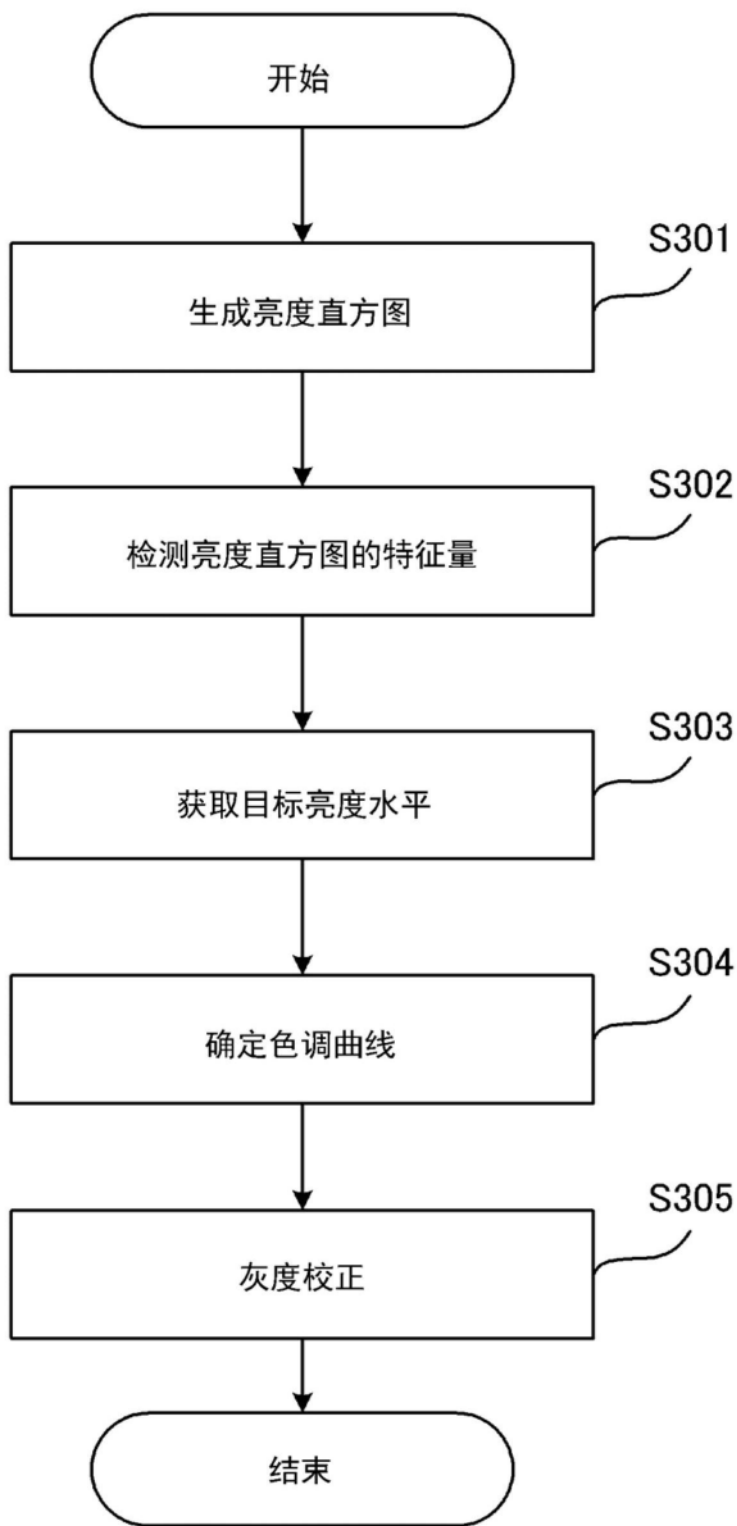 开始
S301
生成亮度直方图
S302
检测亮度直方图的特征量
S303
获取目标亮度水平
S304
确定色调曲线
S305
灰度校正
结束